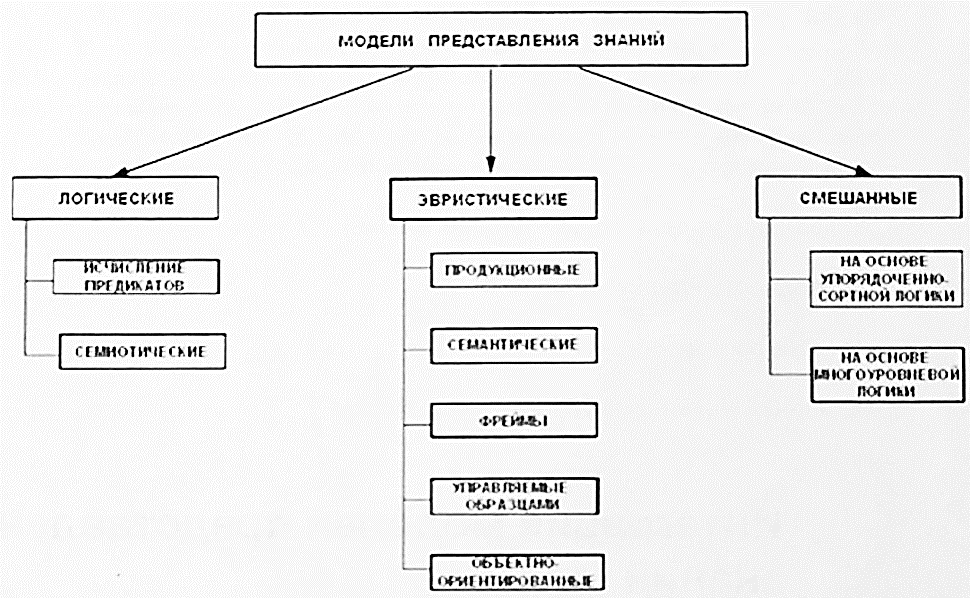 МОДЕЛИ ПРЕДСТАВЛЕНИЯ ЗНАНИЙ
ЛОГИЧЕСКИЕ
ИСЧИСЛЕНИЕ
ПРЕДИКАТОВ
СЕМИОТИЧЕСКИЕ
ЭВРИСТИЧЕСКИЕ
ПРОДУКЦИОННЫЕ
СЕМАНТИЧЕСКИЕ
ФРЕЙМЫ
УПРАВЛЯЕМЫЕ
ОБРАЗЦАМИ
ОБЪЕКТНО-
ОРИЕНТИРОВАННЫЕ
СМЕШАННЫЕ
НА ОСНОВЕ
УПОРЯДОЧЕННО-
СОРТНОЙ ЛОГИКИ
НА ОСНОВЕ
МНОГОУРОВНЕВОЙ
ЛОГИКИ